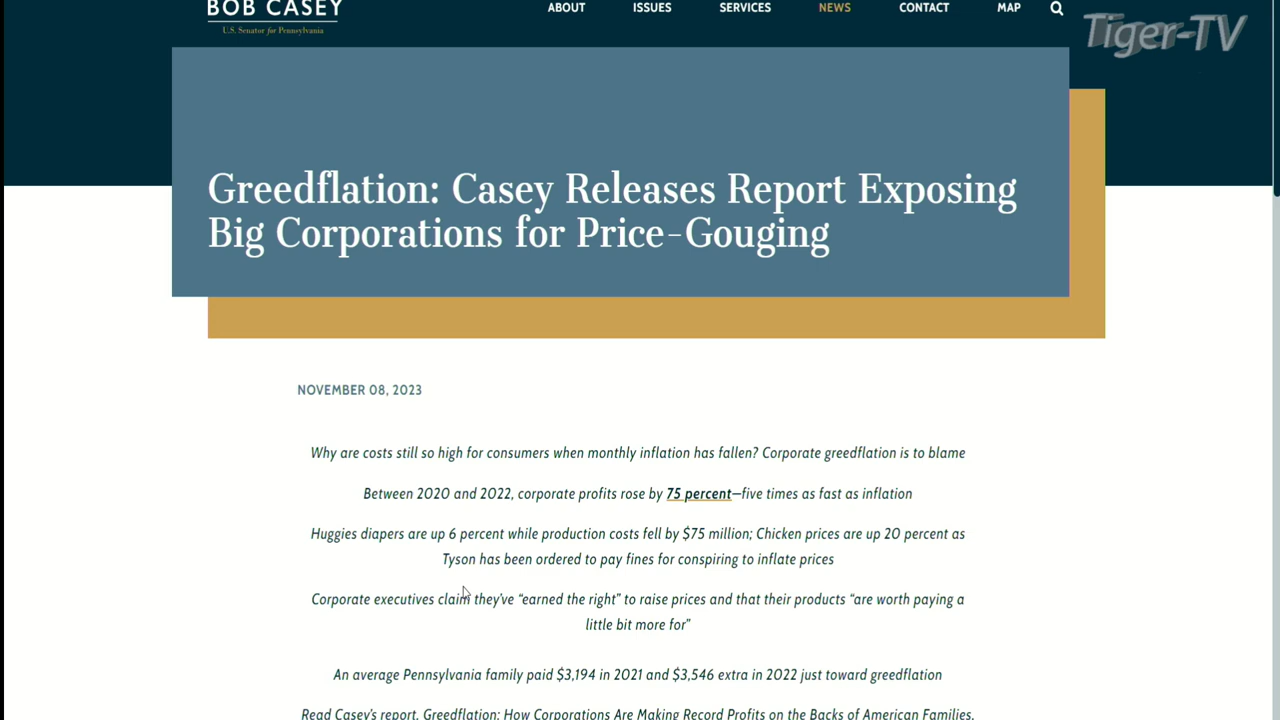 BOB CASEY
U.S. Senator for Pennsylvania
ABOUT ISSUES SERVICES NEWS CONTACT MAP
Tiger-TV
Greedflation: Casey Releases Report Exposing
Big Corporations for Price-Gouging
NOVEMBER 08, 2023
Why are costs still so high for consumers when monthly inflation has fallen? Corporate greedflation is to blame
Between 2020 and 2022, corporate profits rose by 75 percent—five times as fast as inflation
Huggies diapers are up 6 percent while production costs fell by $75 million; Chicken prices are up 20 percent as
Tyson has been ordered to pay fines for conspiring to inflate prices
Corporate executives claim they've “earned the right” to raise prices and that their products “are worth paying a
little bit more for”
An average Pennsylvania family paid $3,194 in 2021 and $3,546 extra in 2022 just toward greedflation
Read Casey's report, Greedflation: How Corporations Are Making Record Profits on the Backs of American Families,